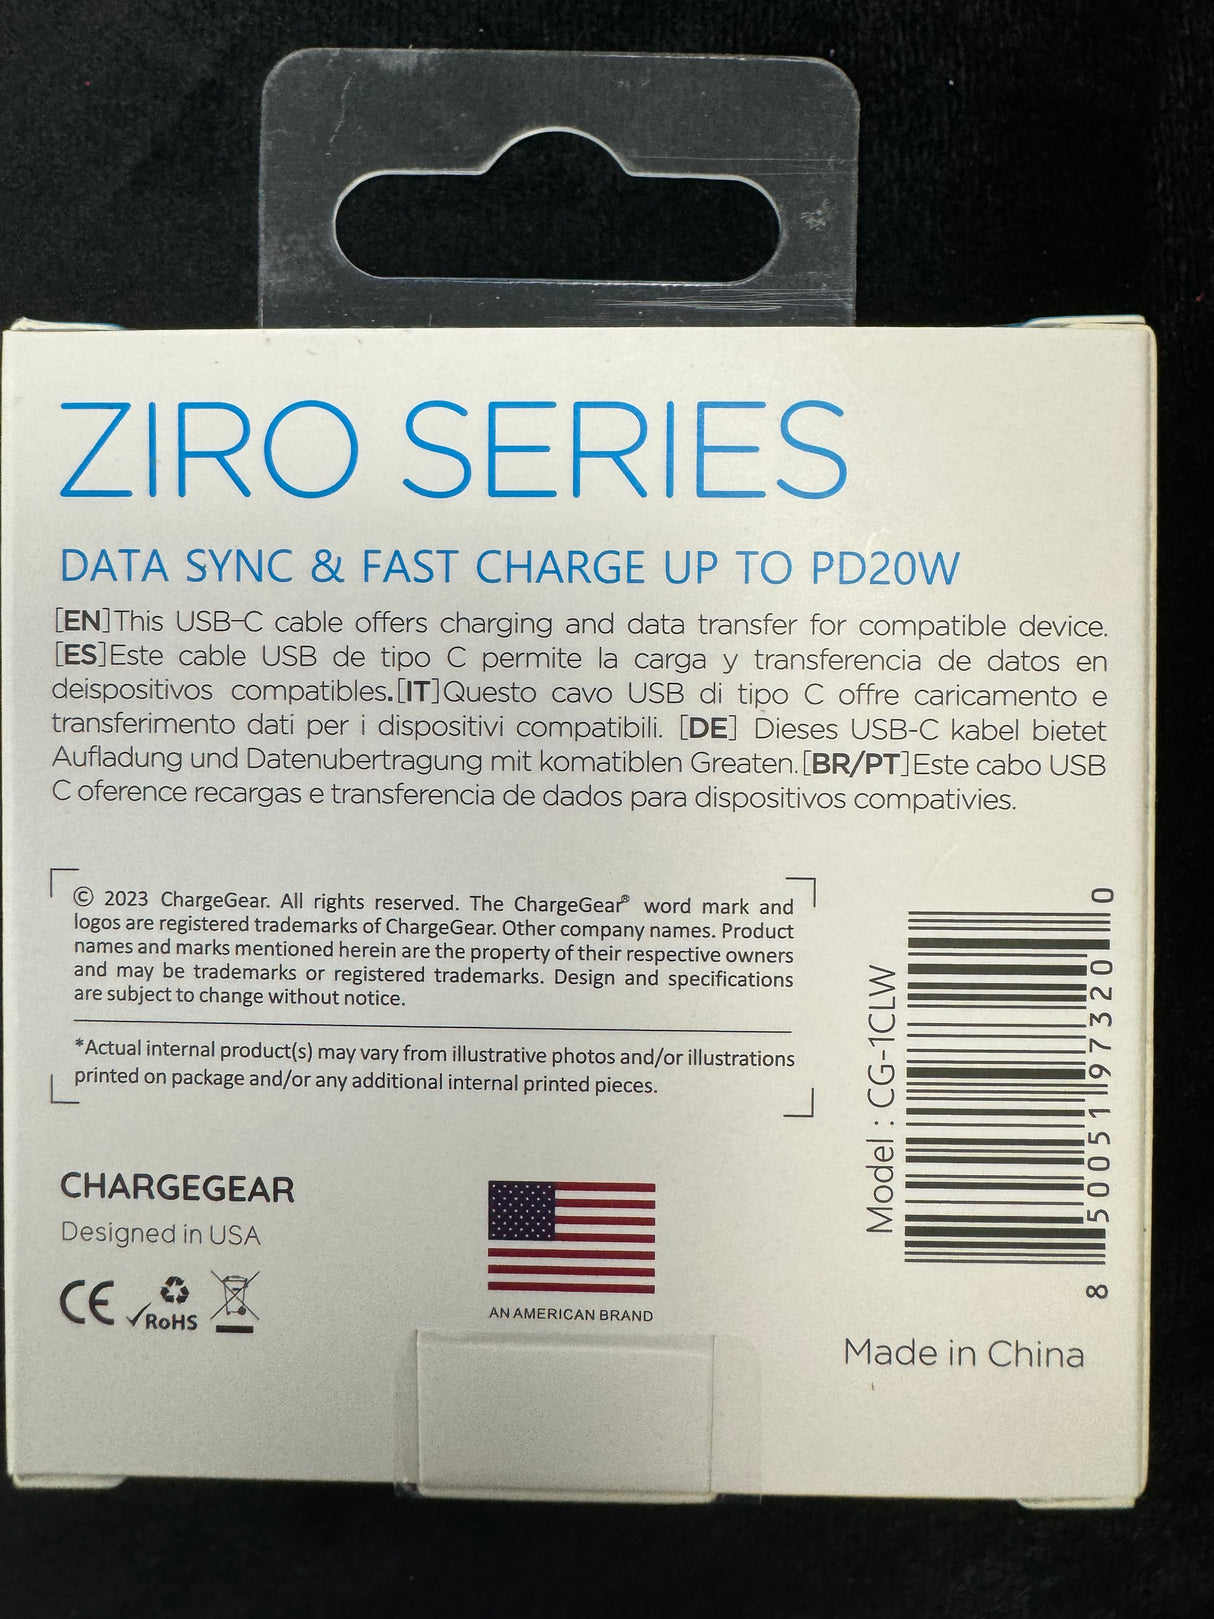 ZIRO SERIES
DATA SYNC & FAST CHARGE UP TO PD20W
[EN]This USB-C cable offers charging and data transfer for compatible device.
[ES]Este cable USB de tipo C permite la carga y transferencia de datos en
deispositivos compatibles.[IT]Questo cavo USB di tipo C offre caricamento e
transferimento dati per i dispositivi compatibili. [DE] Dieses USB-C kabel bietet
Aufladung und Datenubertragung mit komatiblen Greaten.[BR/PT]Este cabo USB
C oference recargas e transferencia de dados para dispositivos compativies.
© 2023 ChargeGear. All rights reserved. The ChargeGear® word mark and
logos are registered trademarks of ChargeGear. Other company names. Product
names and marks mentioned herein are the property of their respective owners
and may be trademarks or registered trademarks. Design and specifications
are subject to change without notice.
*Actual internal product(s) may vary from illustrative photos and/or illustrations
printed on package and/or any additional internal printed pieces.
Model : CG-1CLW
8 50051 97320 0
CHARGEGEAR
Designed in USA
CE
RoHS
AN AMERICAN BRAND
Made in China